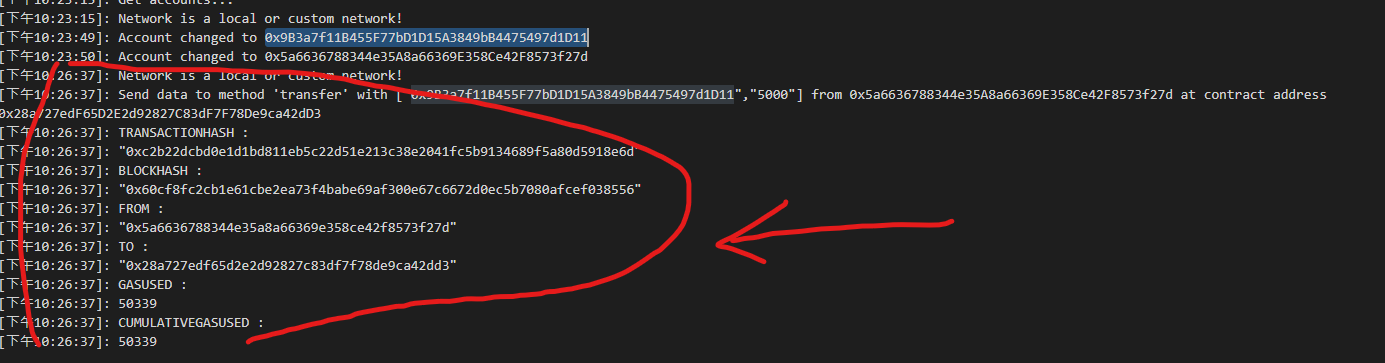 [下午10:23:15]: Get accounts...
[下午10:23:15]: Network is a local or custom network!
[下午10:23:49]: Account changed to 0x9B3a7f11B455F77bD1D15A3849bB4475497d1D11
[下午10:23:50]: Account changed to 0x5a6636788344e35A8a66369E358Ce42F8573f27d
[下午10:26:37]: Network is a local or custom network!
[下午10:26:37]: Send data to method 'transfer' with [ 0x9B3a7f11B455F77bD1D15A3849bB4475497d1D11","5000"] from 0x5a6636788344e35A8a66369E358Ce42F8573f27d at contract address
0x28a727edF65D2E2d92827C83dF7F78De9ca42dD3
[下午10:26:37]: TRANSACTIONHASH :
[下午10:26:37]: "0xc2b22dcbd0e1d1bd811eb5c22d51e213c38e2041fc5b9134689f5a80d5918e6d"
[下午10:26:37]: BLOCKHASH :
[下午10:26:37]: "0x60cf8fc2cb1e61cbe2ea73f4babe69af300e67c6672d0ec5b7080afcef038556"
[下午10:26:37]: FROM :
[下午10:26:37]: "0x5a6636788344e35a8a66369e358ce42f8573f27d"
[下午10:26:37]: TO :
[下午10:26:37]: "0x28a727edf65d2e2d92827c83df7f78de9ca42dd3"
[下午10:26:37]: GASUSED :
[下午10:26:37]: 50339
[下午10:26:37]: CUMULATIVEGASUSED :
[下午10:26:37]: 50339